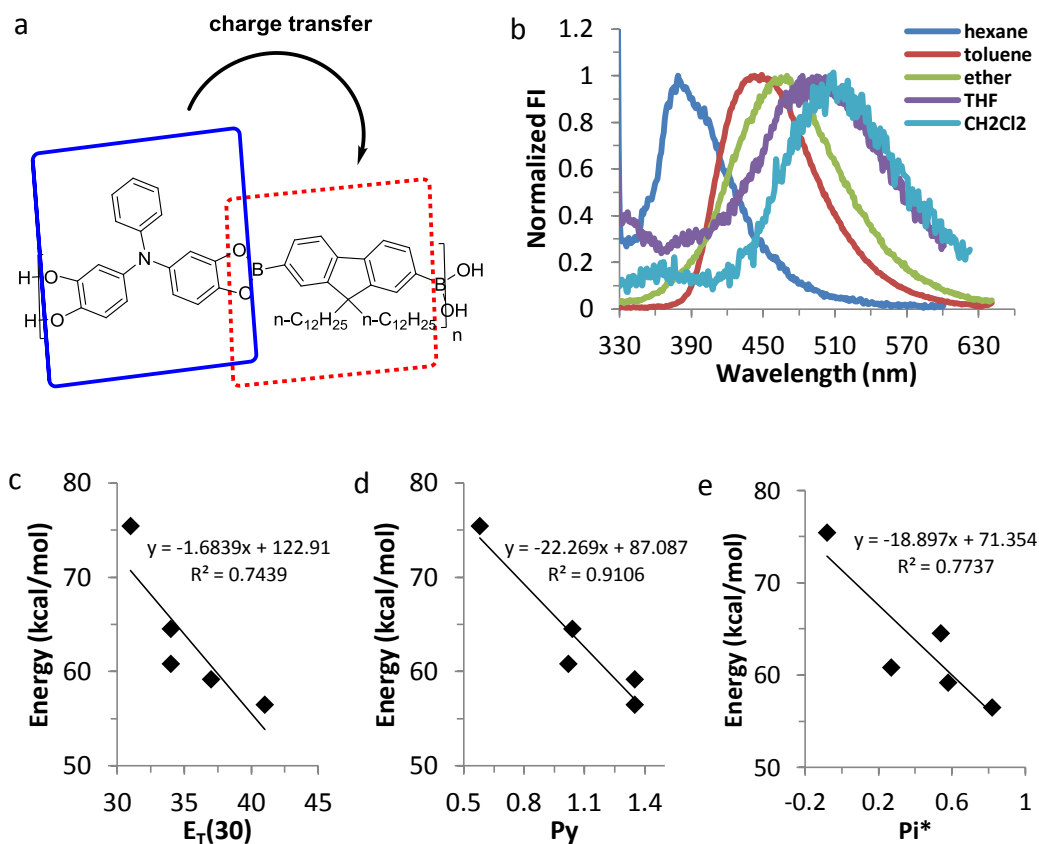 a
charge transfer
N
H
O
H
O
O
O
B
B
OH
OH
n-C12H25
n-C12H25
n
b
Normalized FI
1.2
1
0.8
0.6
0.4
0.2
0
330 390 450 510 570 630
Wavelength (nm)
hexane
toluene
ether
THF
CH2Cl2
c
Energy (kcal/mol)
80
70
60
50
30 35 40 45
ET(30)
y = -1.6839x + 122.91
R² = 0.7439
d
Energy (kcal/mol)
80
70
60
50
0.5 0.8 1.1 1.4
Py
y = -22.269x + 87.087
R² = 0.9106
e
Energy (kcal/mol)
80
70
60
50
-0.2 0.2 0.6 1
Pi*
y = -18.897x + 71.354
R² = 0.7737